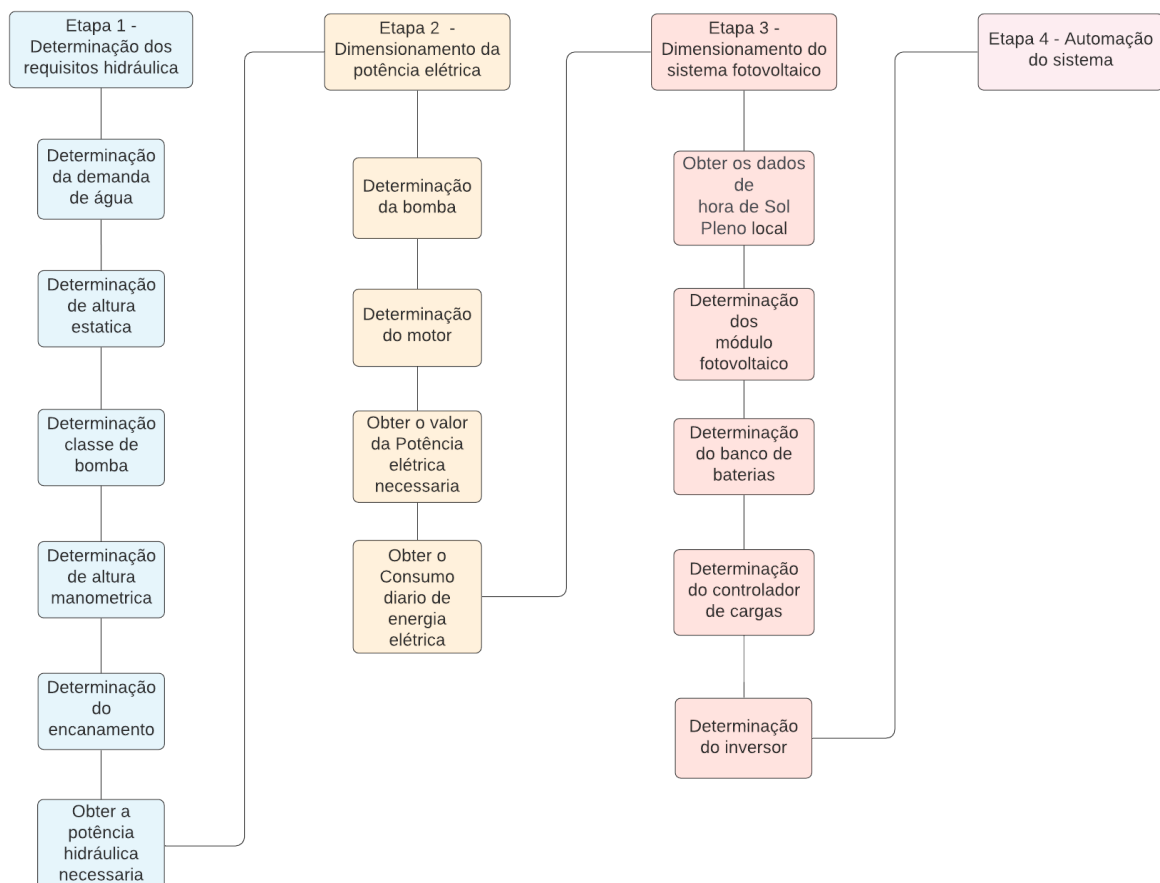 Etapa 1 -
Determinação dos
requisitos hidráulica
Determinação
da demanda
de água
Determinação
de altura
estatica
Determinação
classe de
bomba
Determinação
de altura
manometrica
Determinação
do
encanamento
Obter a
potência
hidráulica
necessaria
Etapa 2 -
Dimensionamento da
potência elétrica
Determinação
da bomba
Determinação
do motor
Obter o valor
da Potência
elétrica
necessaria
Obter o
Consumo
diario de
energia
elétrica
Etapa 3 -
Dimensionamento do
sistema fotovoltaico
Obter os dados
de
hora de Sol
Pleno local
Determinação
dos
módulo
fotovoltaico
Determinação
do banco de
baterias
Determinação
do controlador
de cargas
Determinação
do inversor
Etapa 4 - Automação
do sistema